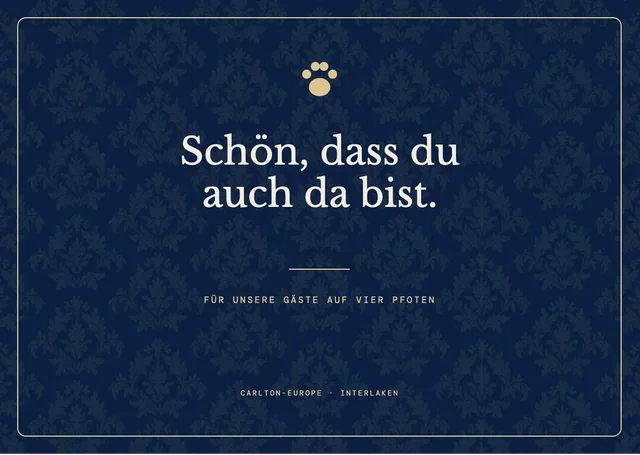 Schön, dass du
auch da bist.
FÜR UNSERE GÄSTE AUF VIER PFOTEN
CARLTON-EUROPE · INTERLAKEN